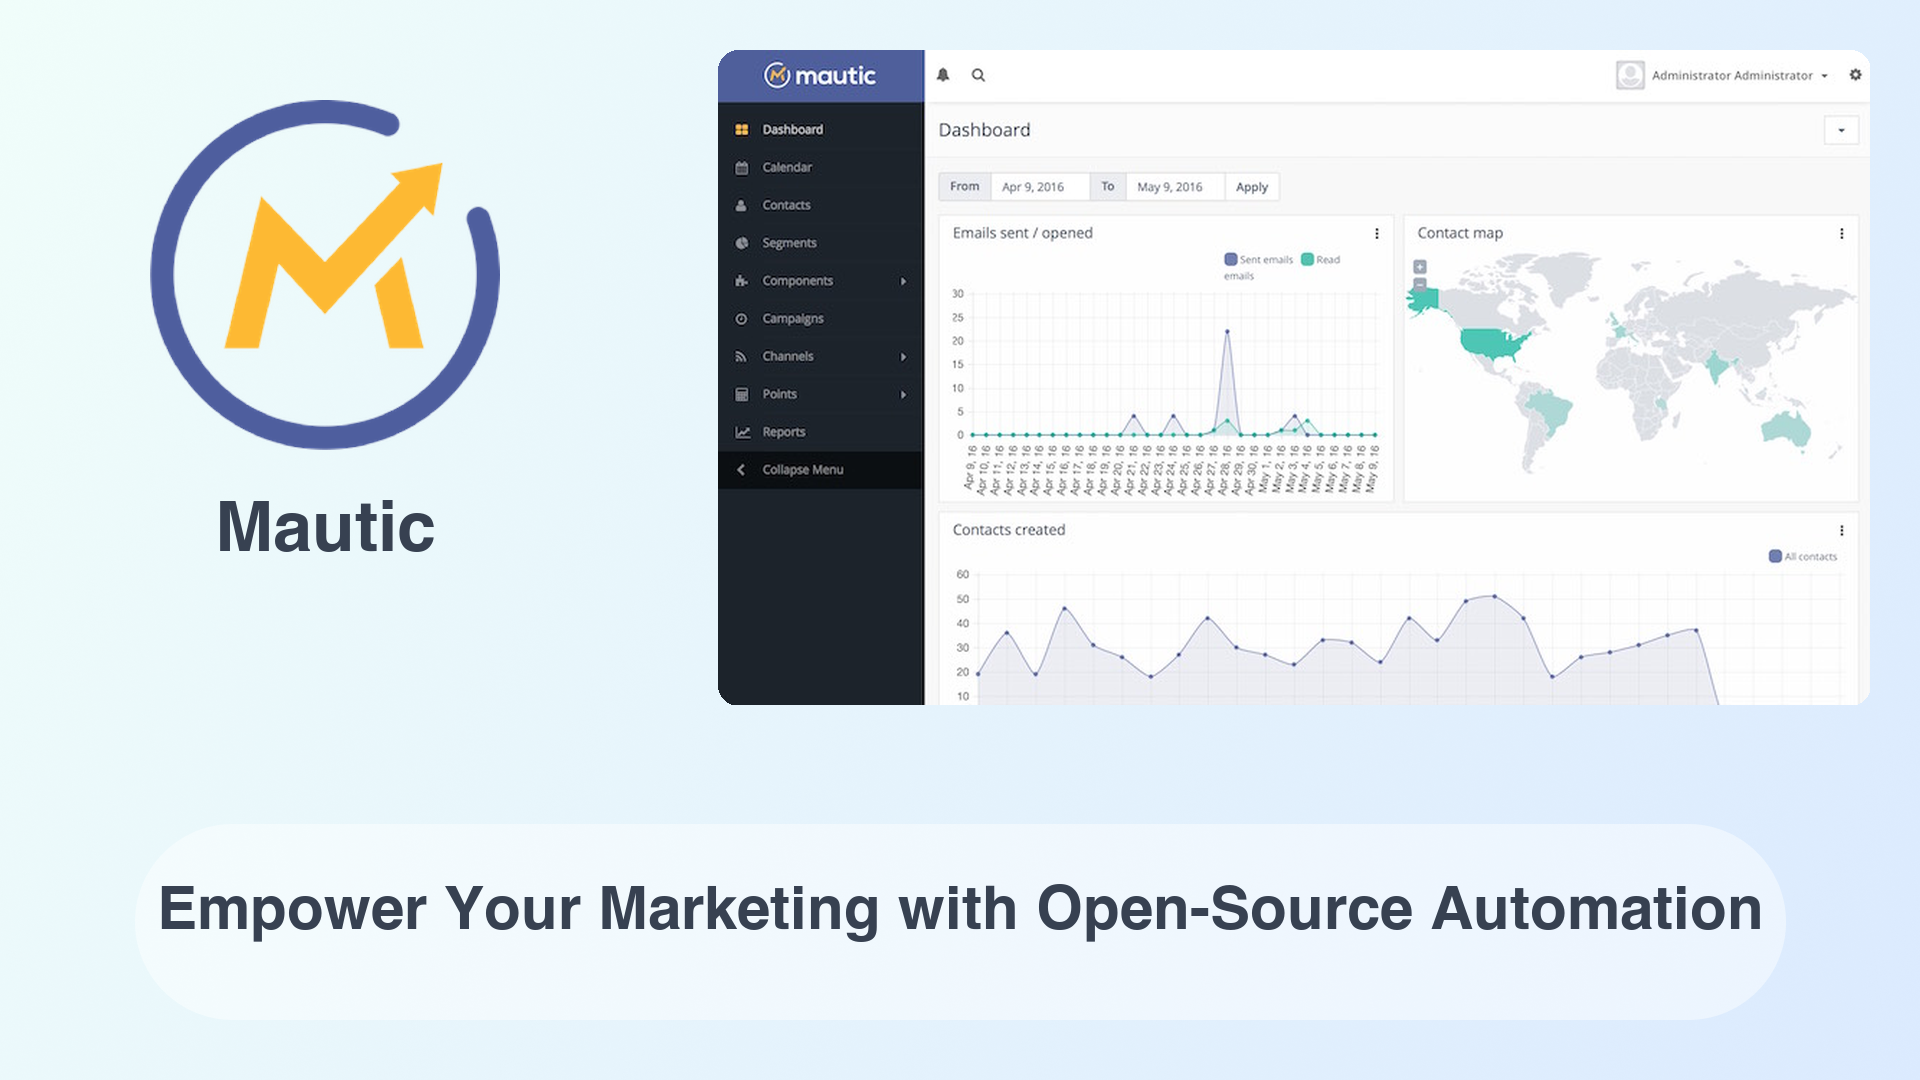 Mautic
mautic
Dashboard
Calendar
Contacts
Segments
Components
Campaigns
Channels
Points
Reports
Collapse Menu
Administrator Administrator
Dashboard
From Apr 9, 2016 To May 9, 2016 Apply
Emails sent / opened
Sent emails Read
emails
30
25
20
15
10
5
0
Apr 9, 16
Apr 10, 16
Apr 11, 16
Apr 12, 16
Apr 13, 16
Apr 14, 16
Apr 15, 16
Apr 16, 16
Apr 17, 16
Apr 18, 16
Apr 19, 16
Apr 20, 16
Apr 21, 16
Apr 22, 16
Apr 23, 16
Apr 24, 16
Apr 25, 16
Apr 26, 16
Apr 27, 16
Apr 28, 16
Apr 29, 16
Apr 30, 16
May 1, 16
May 2, 16
May 3, 16
May 4, 16
May 5, 16
May 6, 16
May 7, 16
May 8, 16
May 9, 16
Contact map
+
−
Contacts created
All contacts
60
50
40
30
20
10
Empower Your Marketing with Open-Source Automation